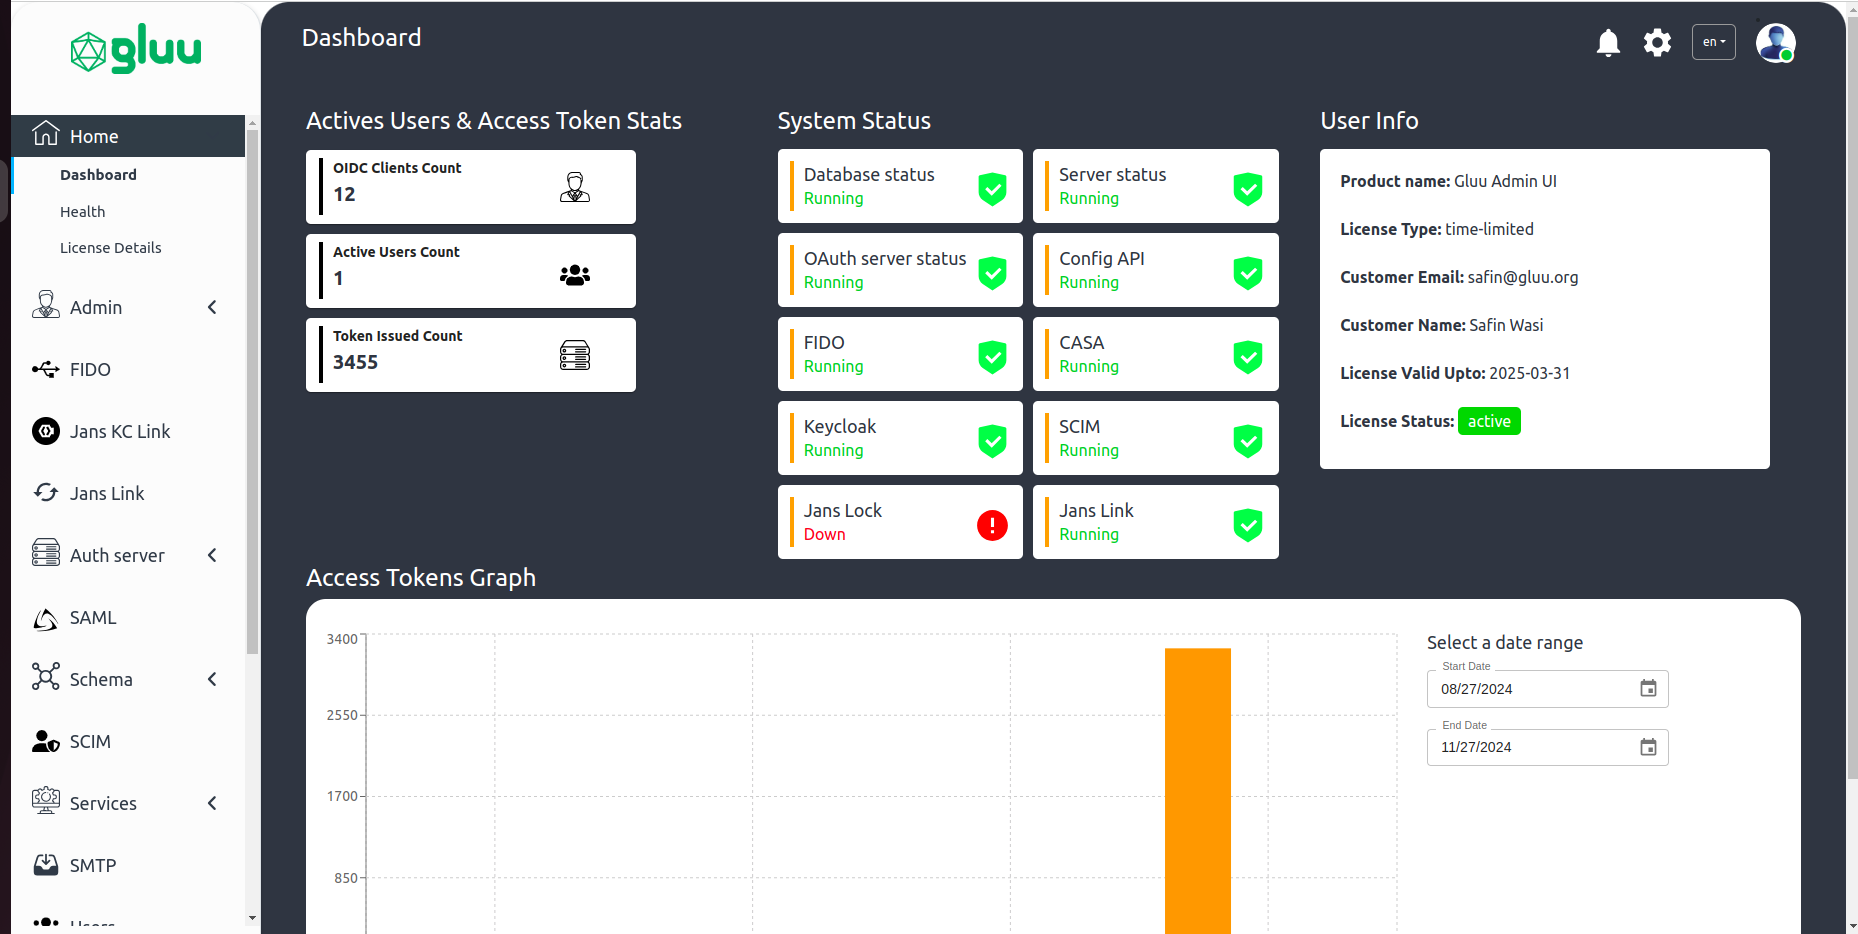 gluu
Home
Dashboard
Health
License Details
Admin
FIDO
Jans KC Link
Jans Link
Auth server
SAML
Schema
SCIM
Services
SMTP
Users
Dashboard
en
Actives Users & Access Token Stats
OIDC Clients Count
12
Active Users Count
1
Token Issued Count
3455
System Status
Database status
Running
Server status
Running
OAuth server status
Running
Config API
Running
FIDO
Running
CASA
Running
Keycloak
Running
SCIM
Running
Jans Lock
Down
Jans Link
Running
User Info
Product name: Gluu Admin UI
License Type: time-limited
Customer Email: safin@gluu.org
Customer Name: Safin Wasi
License Valid Upto: 2025-03-31
License Status: active
Access Tokens Graph
3400
2550
1700
850
Select a date range
Start Date
08/27/2024
End Date
11/27/2024